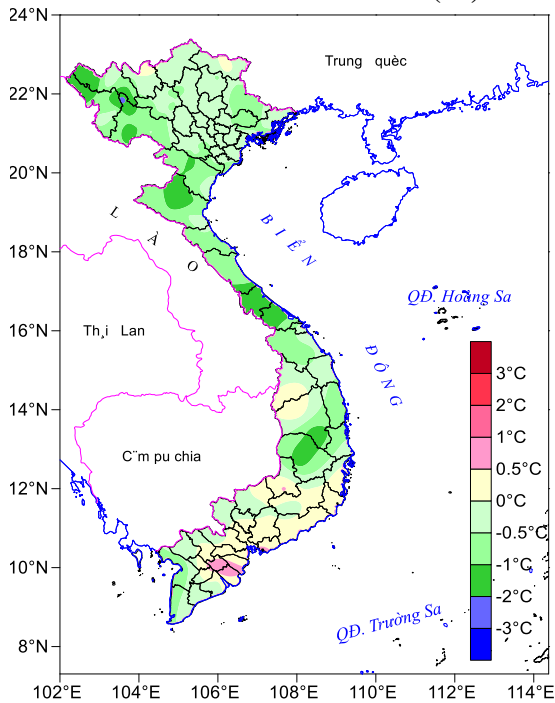 24°N
22°N
20°N
18°N
16°N
14°N
12°N
10°N
8°N
102°E 104°E 106°E 108°E 110°E 112°E 114°E
Trung quèc
LÀO
BIỂN
ĐÔNG
QĐ. Hoàng Sa
Th¸i Lan
C¨m pu chia
QĐ. Trường Sa
3°C
2°C
1°C
0.5°C
0°C
-0.5°C
-1°C
-2°C
-3°C